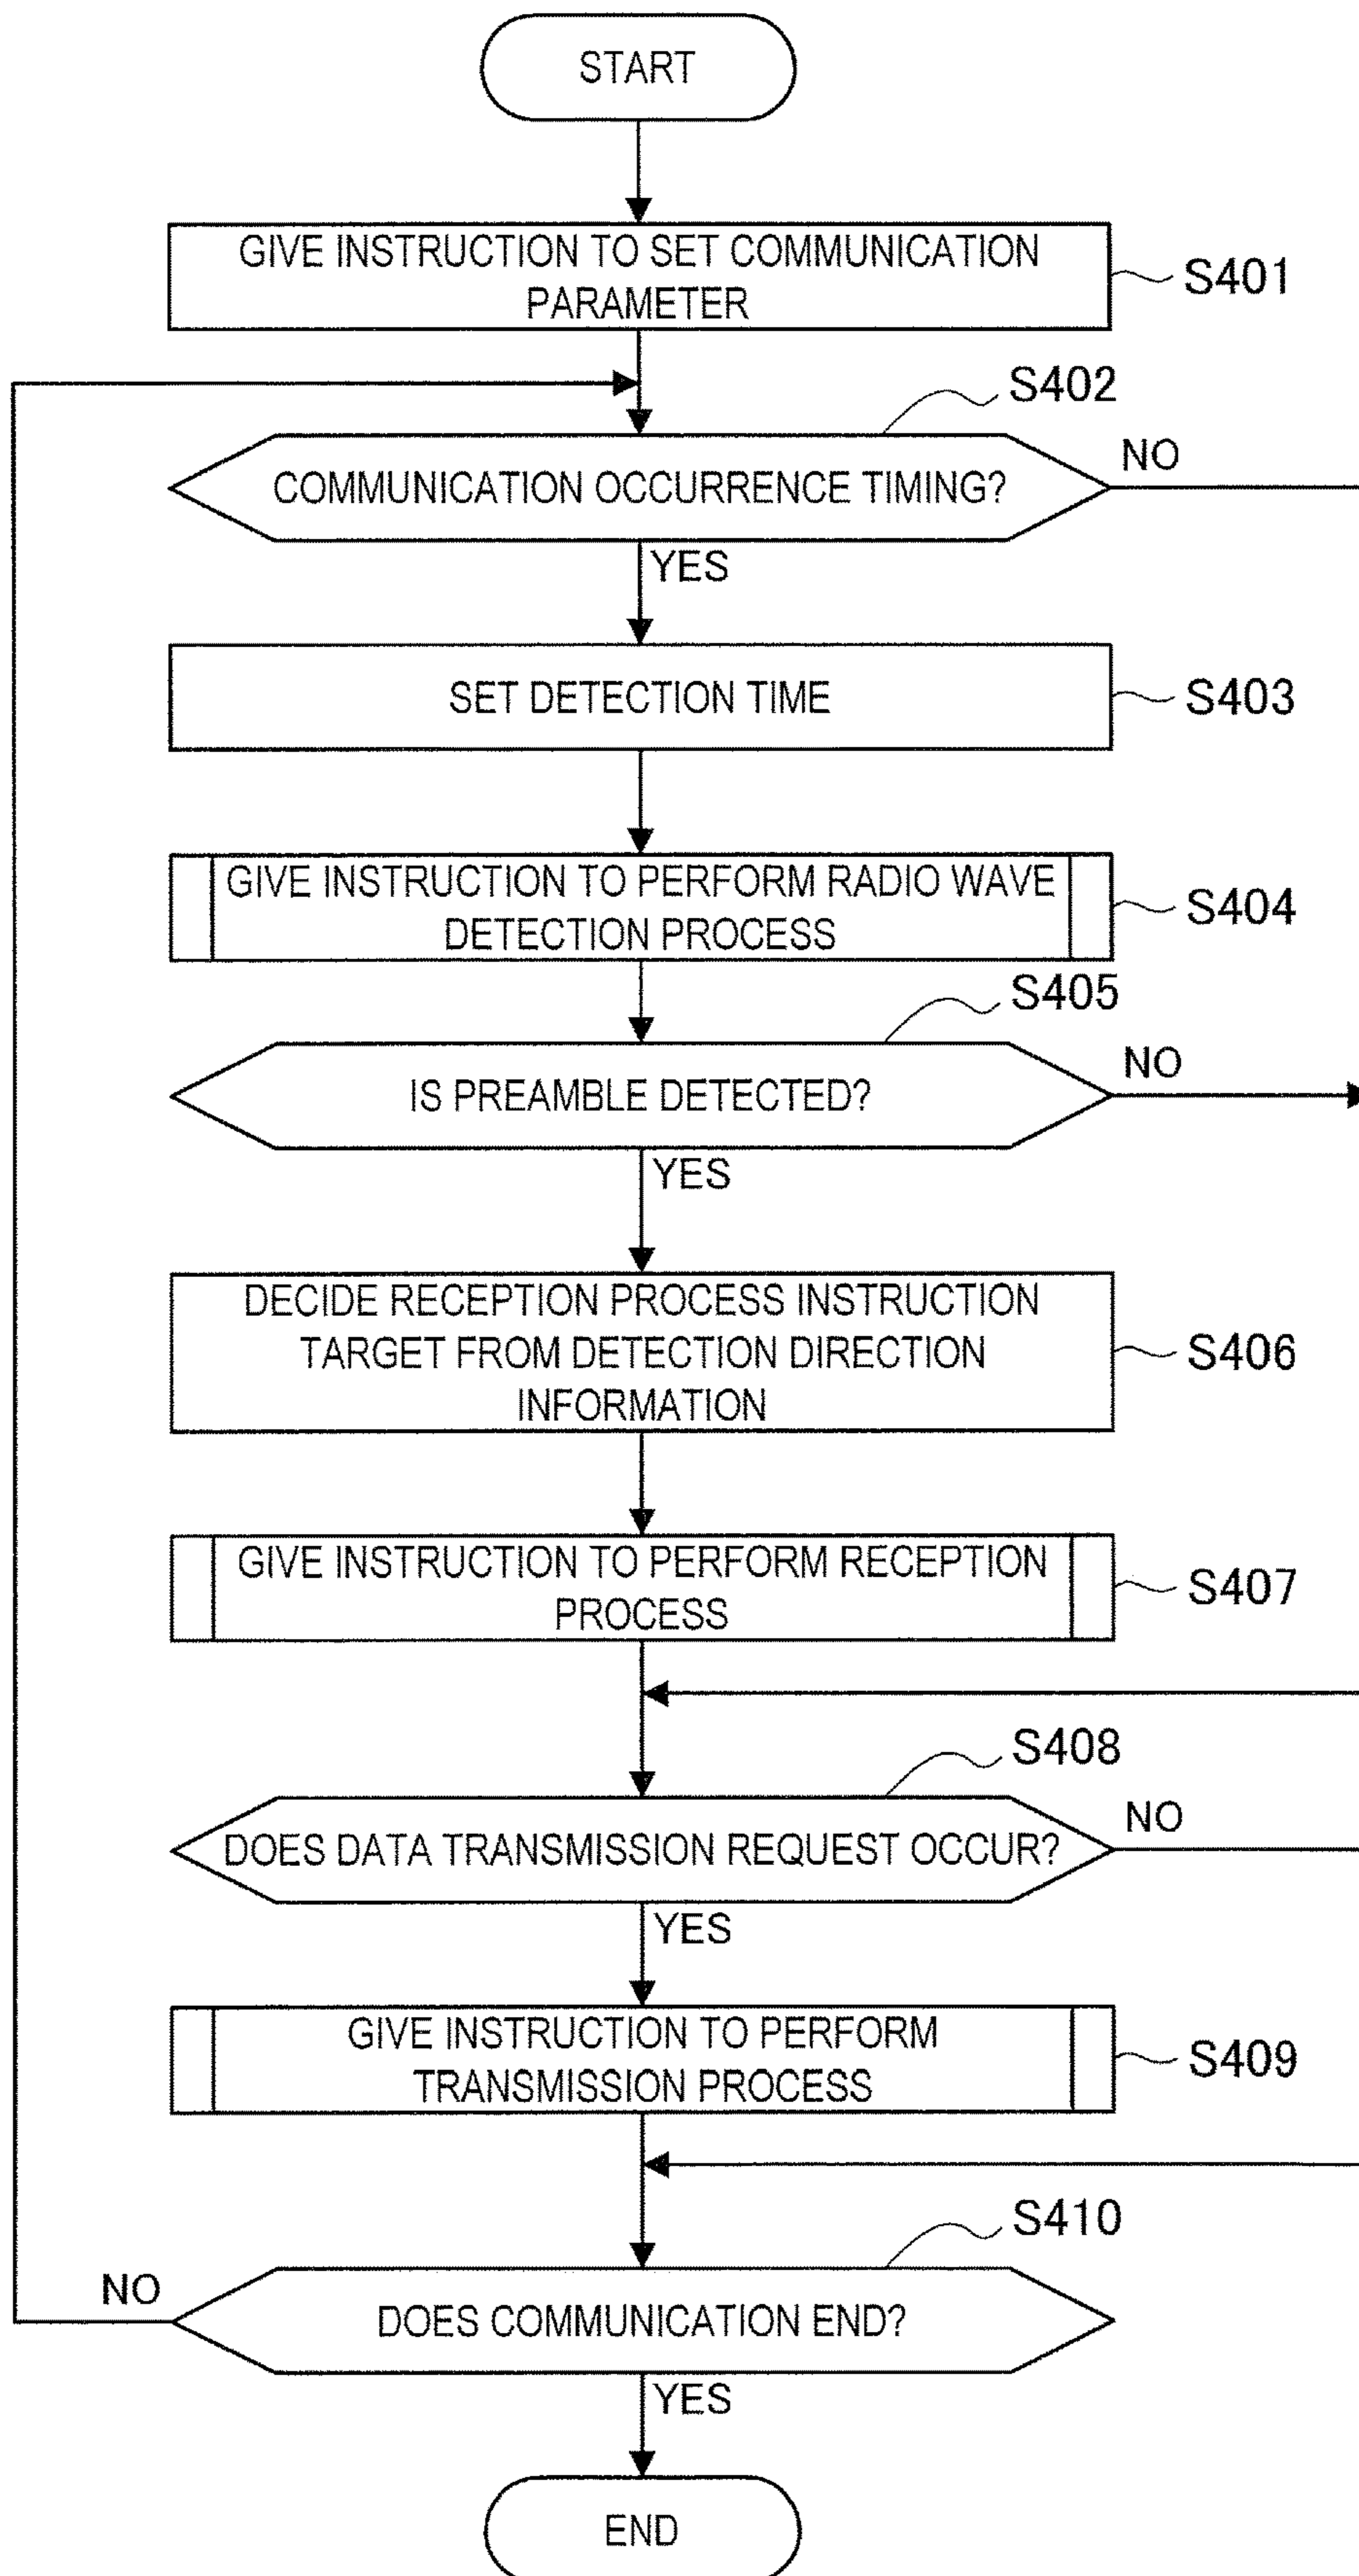 START
GIVE INSTRUCTION TO SET COMMUNICATION
PARAMETER
S401
S402
COMMUNICATION OCCURRENCE TIMING?
NO
YES
SET DETECTION TIME
S403
GIVE INSTRUCTION TO PERFORM RADIO WAVE
DETECTION PROCESS
S404
S405
IS PREAMBLE DETECTED?
NO
YES
DECIDE RECEPTION PROCESS INSTRUCTION
TARGET FROM DETECTION DIRECTION
INFORMATION
S406
GIVE INSTRUCTION TO PERFORM RECEPTION
PROCESS
S407
S408
DOES DATA TRANSMISSION REQUEST OCCUR?
NO
YES
GIVE INSTRUCTION TO PERFORM
TRANSMISSION PROCESS
S409
S410
NO
DOES COMMUNICATION END?
YES
END